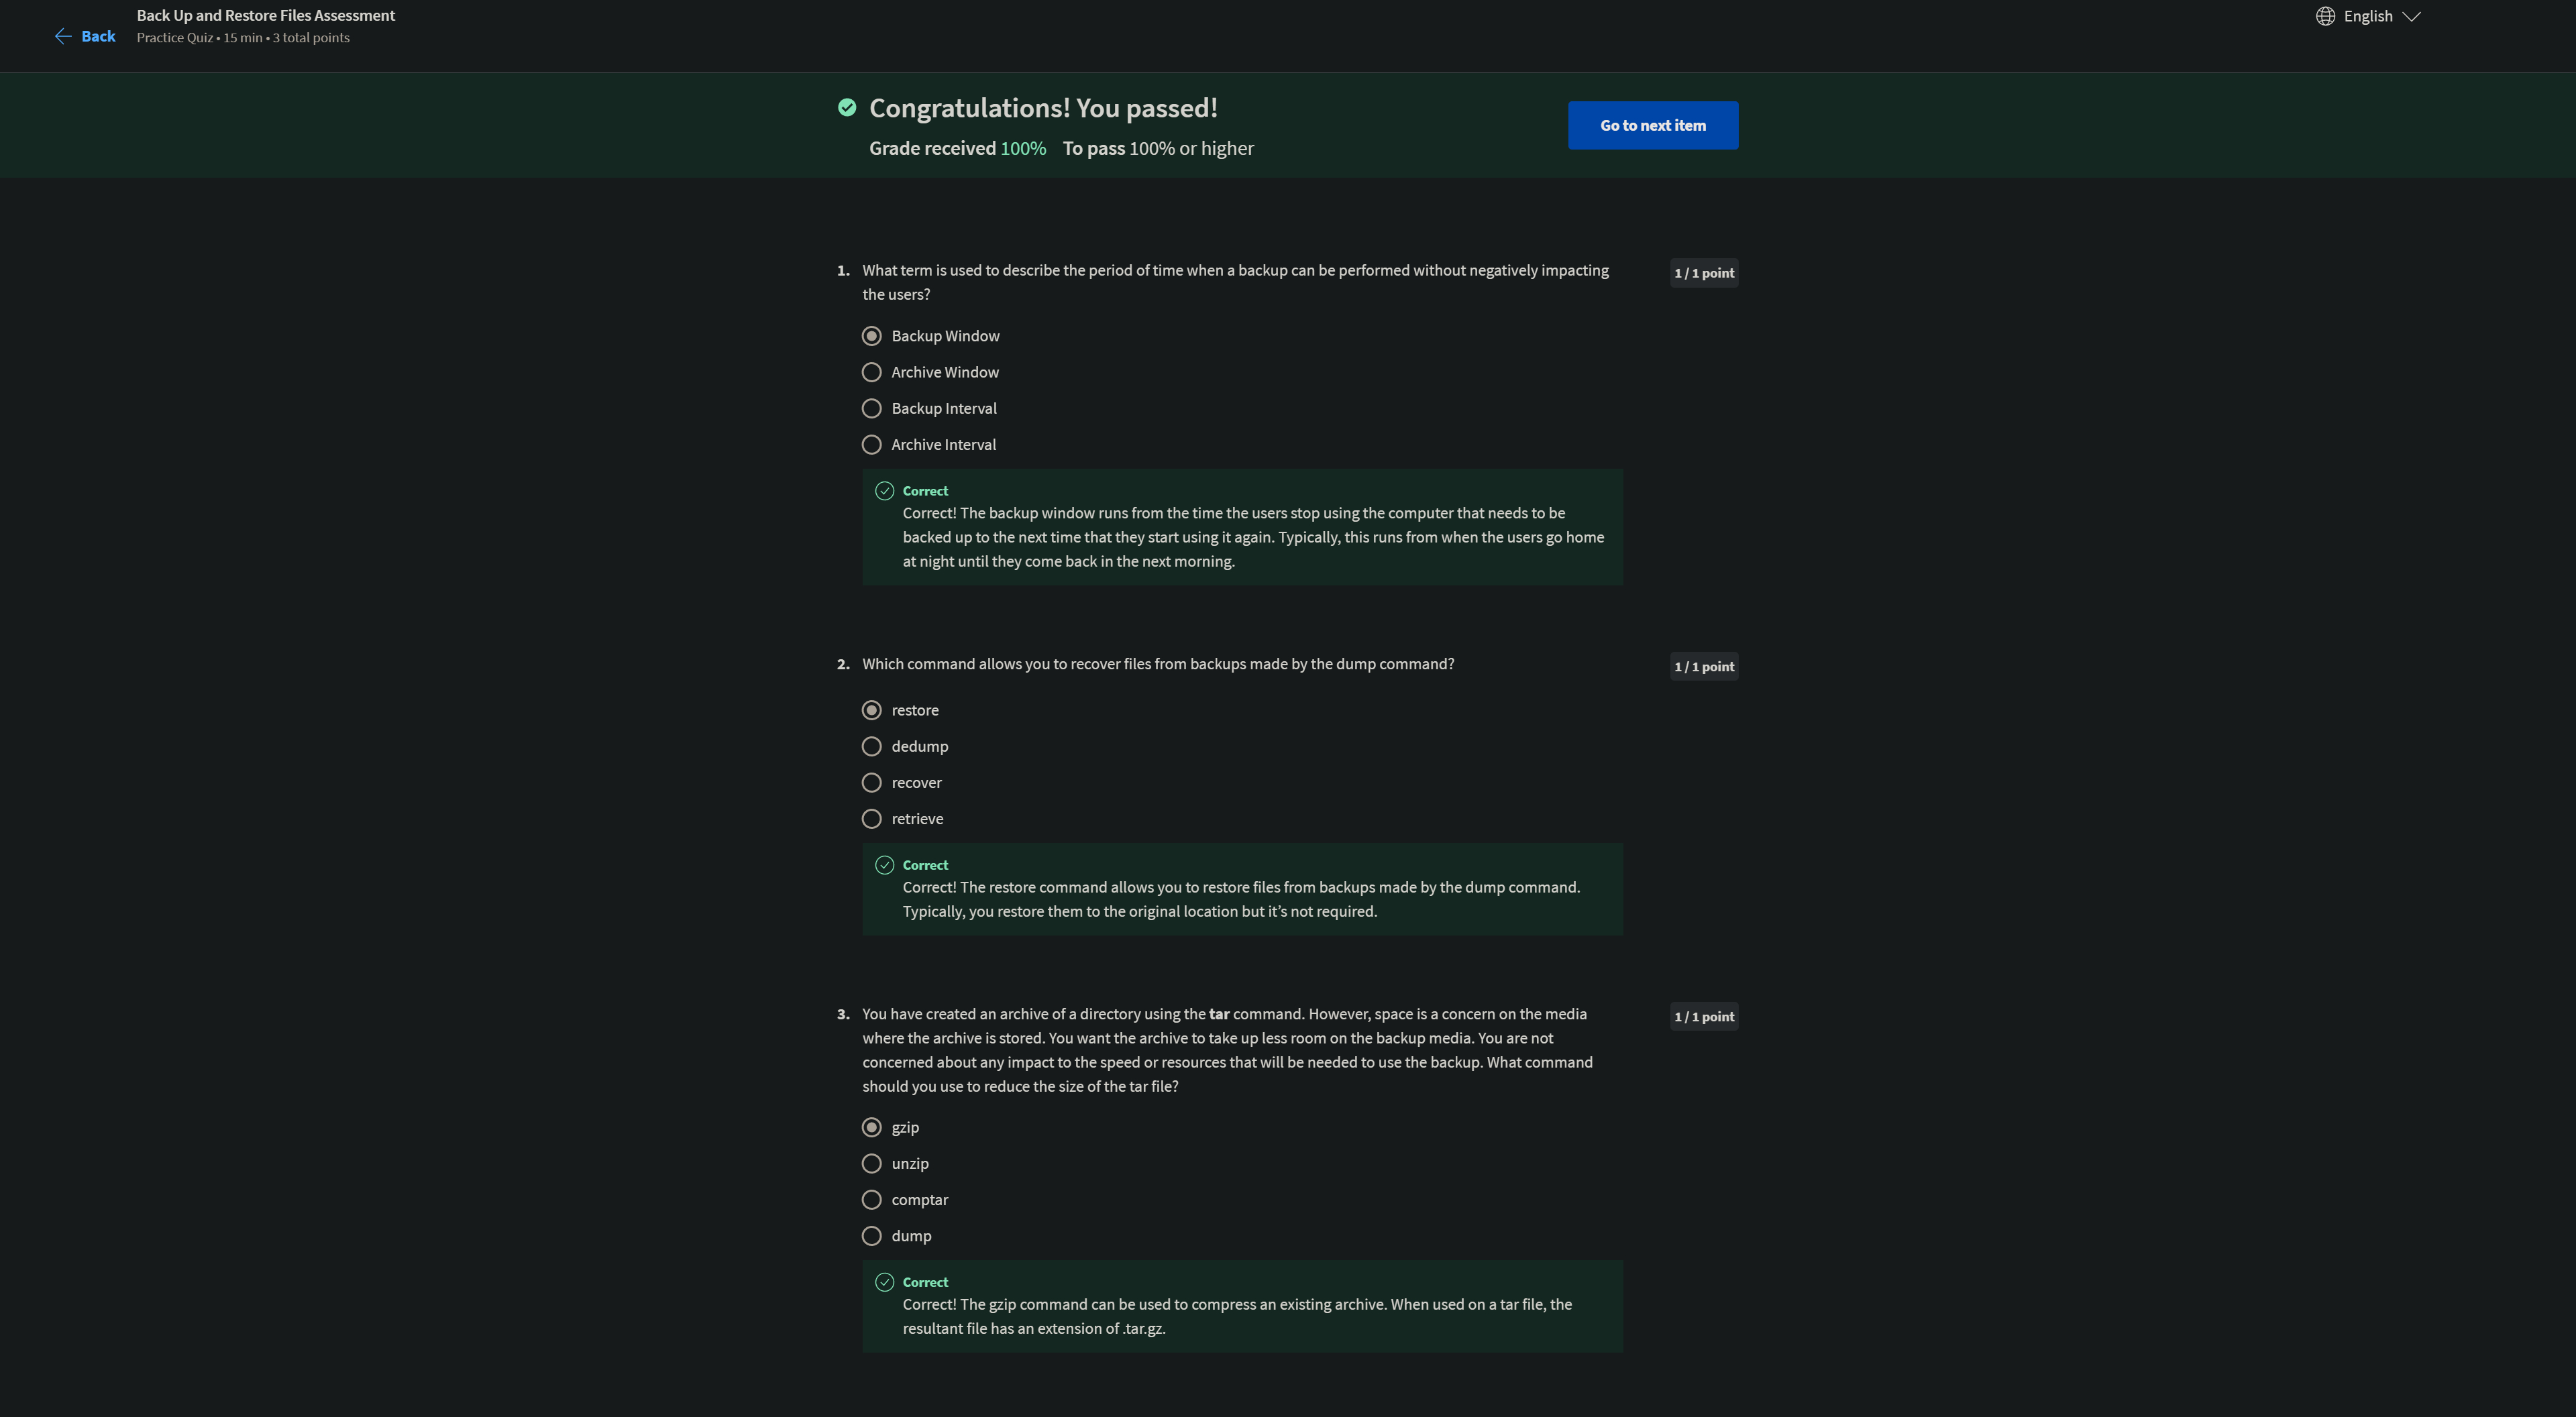 Back Up and Restore Files Assessment
Back
Practice Quiz • 15 min • 3 total points
English
Congratulations! You passed!
Grade received 100% To pass 100% or higher
Go to next item
1. What term is used to describe the period of time when a backup can be performed without negatively impacting
the users?
1 / 1 point
Backup Window
Archive Window
Backup Interval
Archive Interval
Correct
Correct! The backup window runs from the time the users stop using the computer that needs to be
backed up to the next time that they start using it again. Typically, this runs from when the users go home
at night until they come back in the next morning.
2. Which command allows you to recover files from backups made by the dump command?
1 / 1 point
restore
dedump
recover
retrieve
Correct
Correct! The restore command allows you to restore files from backups made by the dump command.
Typically, you restore them to the original location but it’s not required.
3. You have created an archive of a directory using the tar command. However, space is a concern on the media
where the archive is stored. You want the archive to take up less room on the backup media. You are not
concerned about any impact to the speed or resources that will be needed to use the backup. What command
should you use to reduce the size of the tar file?
1 / 1 point
gzip
unzip
comptar
dump
Correct
Correct! The gzip command can be used to compress an existing archive. When used on a tar file, the
resultant file has an extension of .tar.gz.